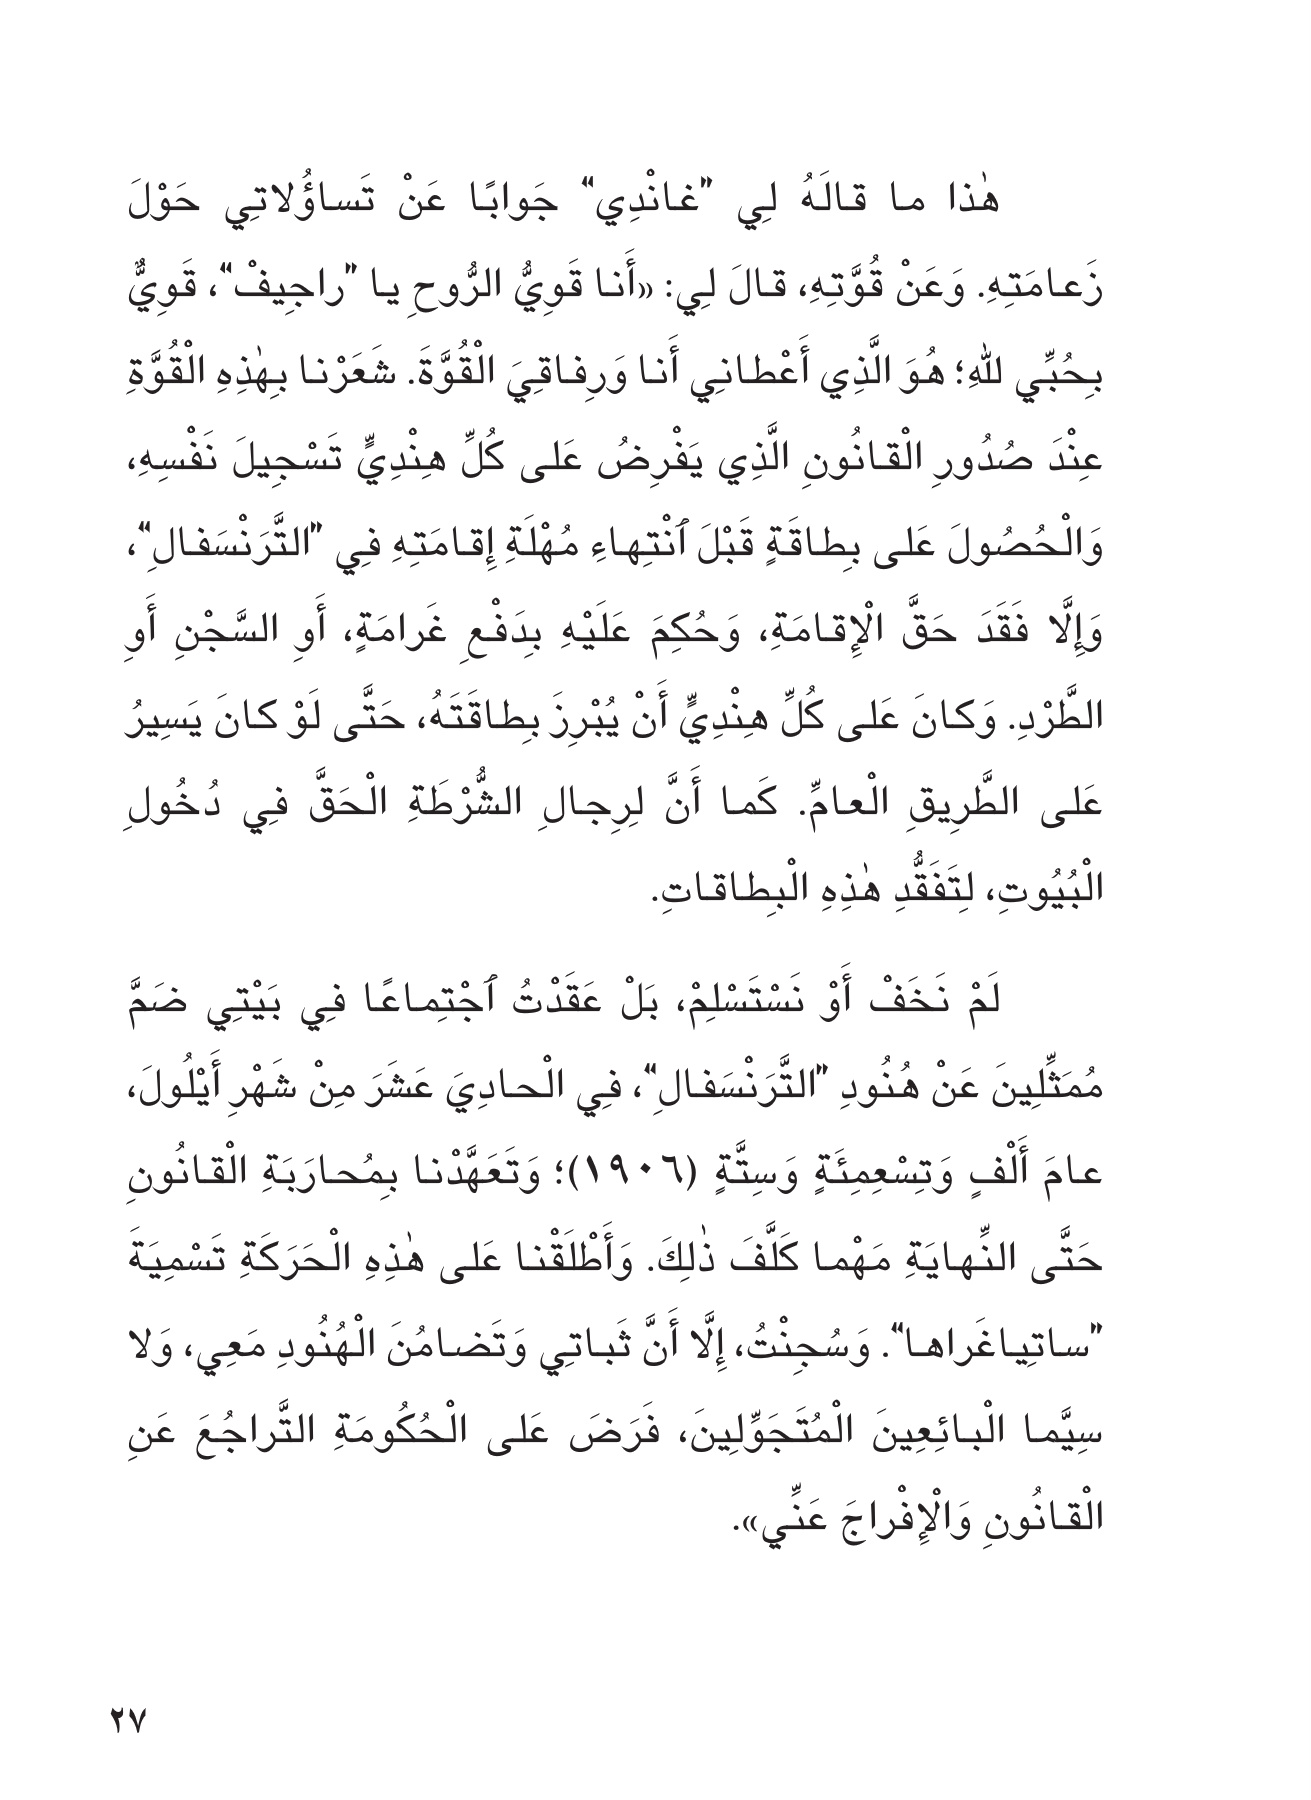 هٰذا ما قالَهُ لِي ”غانْدِي“ جَوابًا عَنْ تَساؤُلاتِي حَوْلَ
زَعامَتِهِ. وَعَنْ قُوَّتِهِ، قالَ لِي: «أَنا قَوِيُّ الرُّوحِ يا ”راجِيفْ“، قَوِيٌّ
بِحُبِّي للهِ؛ هُوَ الَّذِي أَعْطانِي أَنا وَرِفاقِيَ الْقُوَّةَ. شَعَرْنا بِهٰذِهِ الْقُوَّةِ
عِنْدَ صُدُورِ الْقانُونِ الَّذِي يَفْرِضُ عَلى كُلِّ هِنْدِيٍّ تَسْجِيلَ نَفْسِهِ،
وَالْحُصُولَ عَلى بِطاقَةٍ قَبْلَ ٱنْتِهاءِ مُهْلَةِ إِقامَتِهِ فِي ”التَّرَنْسَفالِ“،
وَإِلَّا فَقَدَ حَقَّ الْإِقامَةِ، وَحُكِمَ عَلَيْهِ بِدَفْعِ غَرامَةٍ، أَوِ السَّجْنِ أَوِ
الطَّرْدِ. وَكانَ عَلى كُلِّ هِنْدِيٍّ أَنْ يُبْرِزَ بِطاقَتَهُ، حَتَّى لَوْ كانَ يَسِيرُ
عَلى الطَّرِيقِ الْعامِّ. كَما أَنَّ لِرِجالِ الشُّرْطَةِ الْحَقَّ فِي دُخُولِ
الْبُيُوتِ، لِتَفَقُّدِ هٰذِهِ الْبِطاقاتِ.
لَمْ نَخَفْ أَوْ نَسْتَسْلِمْ، بَلْ عَقَدْتُ ٱجْتِماعًا فِي بَيْتِي ضَمَّ
مُمَثِّلِينَ عَنْ هُنُودِ ”التَّرَنْسَفالِ“، فِي الْحادِيَ عَشَرَ مِنْ شَهْرِ أَيْلُولَ،
عامَ أَلْفٍ وَتِسْعِمِئَةٍ وَسِتَّةٍ (١٩٠٦)؛ وَتَعَهَّدْنا بِمُحارَبَةِ الْقانُونِ
حَتَّى النِّهايَةِ مَهْما كَلَّفَ ذٰلِكَ. وَأَطْلَقْنا عَلى هٰذِهِ الْحَرَكَةِ تَسْمِيَةَ
”ساتِياغَراها“. وَسُجِنْتُ، إِلَّا أَنَّ ثَباتِي وَتَضامُنَ الْهُنُودِ مَعِي، وَلا
سِيَّما الْبائِعِينَ الْمُتَجَوِّلِينَ، فَرَضَ عَلى الْحُكُومَةِ التَّراجُعَ عَنِ
الْقانُونِ وَالْإِفْراجَ عَنِّي».
٢٧